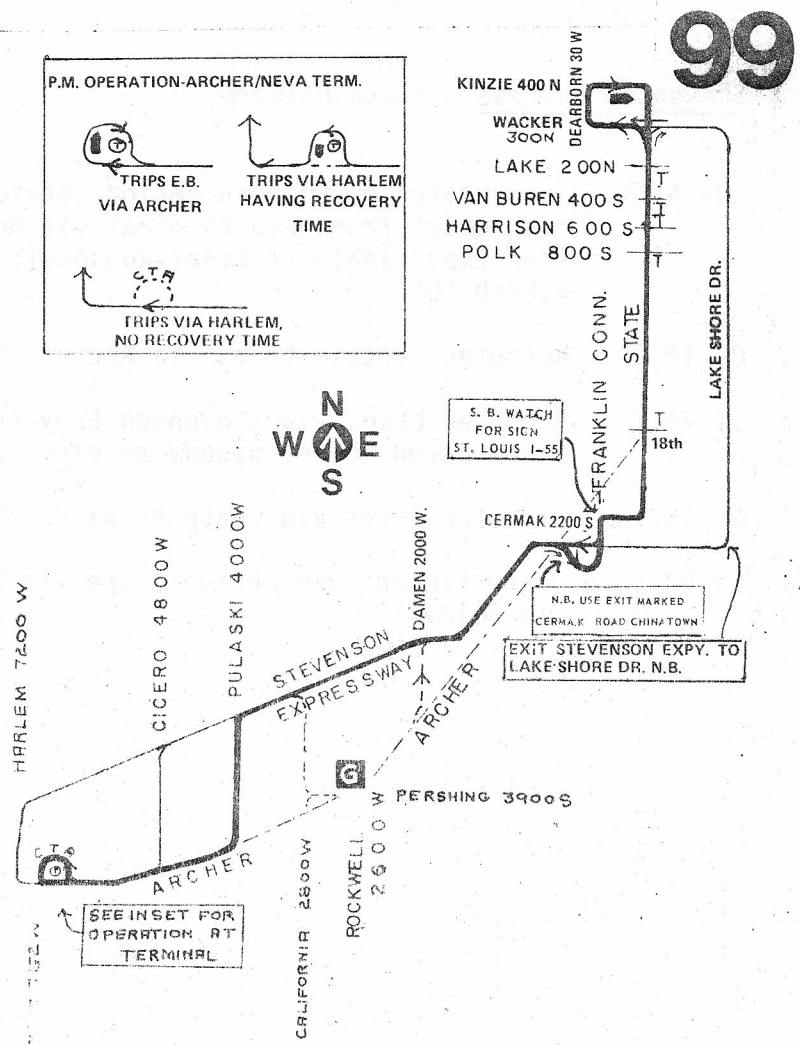 99
P.M. OPERATION-ARCHER/NEVA TERM.
T
TRIPS E.B.
VIA ARCHER
T
TRIPS VIA HARLEM
HAVING RECOVERY
TIME
CTA
TRIPS VIA HARLEM,
NO RECOVERY TIME
KINZIE 400 N
DEARBORN 30 W
WACKER
300N
LAKE 200N
T
VAN BUREN 400 S
T
HARRISON 600 S
T
POLK 800 S
T
FRANKLIN CONN.
STATE
LAKE SHORE DR.
N
W E
S
S. B. WATCH
FOR SIGN
ST. LOUIS I-55
T
18th
CERMAK 2200 S
N.B. USE EXIT MARKED
CERMAK ROAD CHINATOWN
EXIT STEVENSON EXPY. TO
LAKE SHORE DR. N.B.
HARLEM 7200 W
CICERO 4800 W
PULASKI 4000 W
DAMEN 2000 W.
STEVENSON
EXPRESSWAY
ARCHER
G
PERSHING 3900 S
CTA
ARCHER
CALIFORNIA 2800W
ROCKWELL
2600 W
SEE INSET FOR
OPERATION AT
TERMINAL